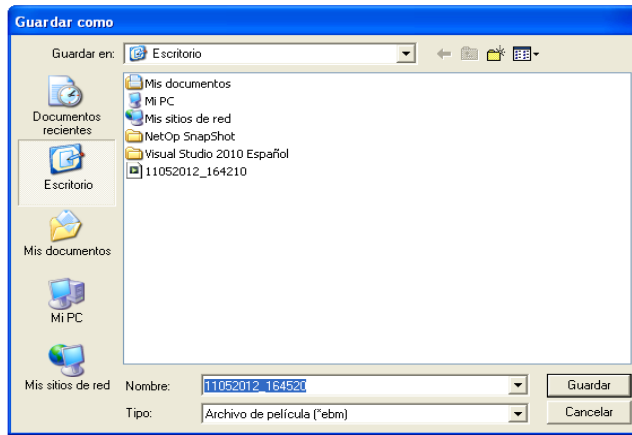 Guardar como
Guardar en:
Escritorio
Documentos
recientes
Escritorio
Mis documentos
Mi PC
Mis sitios de red
Mis documentos
Mi PC
Mis sitios de red
NetOp SnapShot
Visual Studio 2010 Español
11052012_164210
Nombre:
11052012_164520
Guardar
Tipo:
Archivo de película (*ebm)
Cancelar